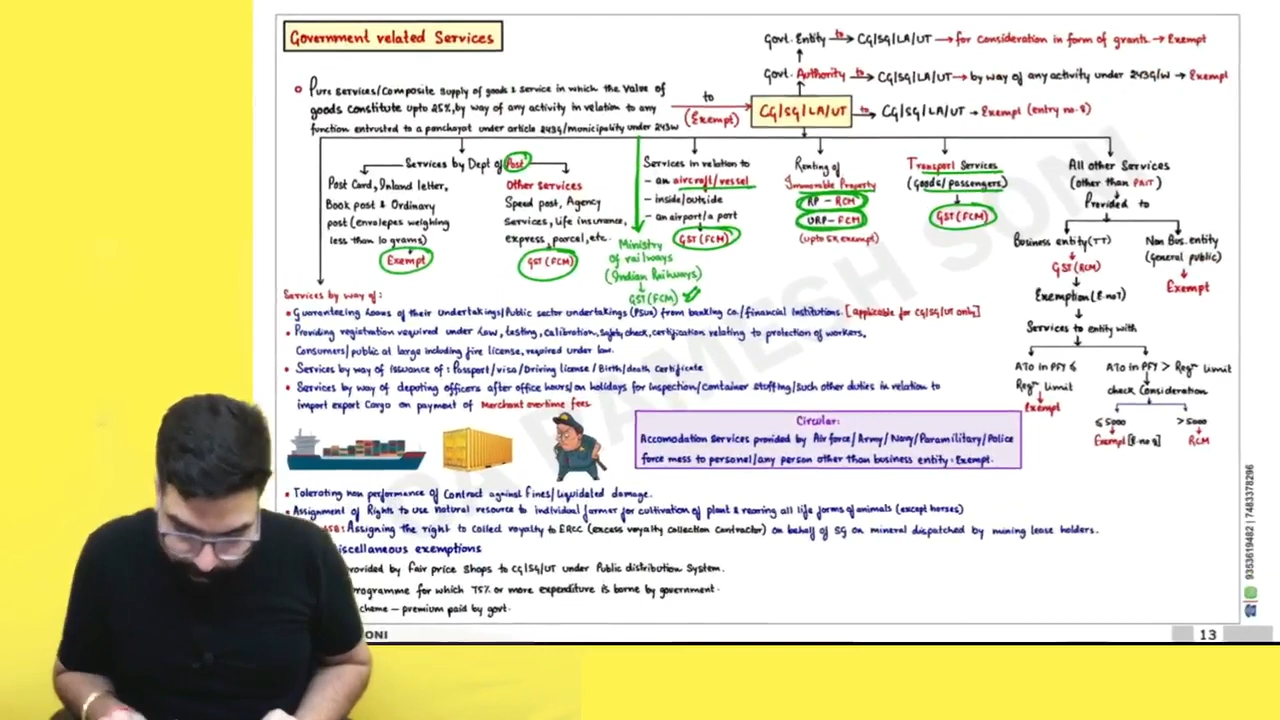 Government related Services
Govt. Entity to CG/SG/LA/UT → for consideration in form of grants → Exempt
Govt. Authority to CG/SG/LA/UT → by way of any activity under 243G/W → Exempt
Pure services/Composite supply of goods & service in which the value of
goods constitute upto 25%, by way of any activity in relation to any
function entrusted to a panchayat under article 243G/municipality under 243W
to
(Exempt)
CG/SG/LA/UT
to CG/SG/LA/UT → Exempt (entry no. 8)
Services by Dept of Post
Post Card, Inland letter,
Book post & Ordinary
post (envelopes weighing
less than 10 grams)
Exempt
Other Services
Speed post, Agency
Services, life insurance,
express parcel, etc.
GST (FCM)
Ministry
of railways
(Indian Railways)
GST (FCM)
Services in relation to
- an aircraft/vessel
- inside/outside
- an airport/a port
GST (FCM)
Renting of
Immovable Property
RP - RCM
URP - FCM
(upto 5K exempt)
Transport Services
(Goods/passengers)
GST (FCM)
All other Services
(other than PAIT)
Provided to
Business entity (TT)
GST (RCM)
Exemption (E.no7)
Services to entity with
ATO in PFY ≤
Regn limit
Exempt
ATO in PFY > Regn limit
check Consideration
≤ 5000
Exempt [E.no 9]
> 5000
RCM
Non Bus. entity
(General public)
Exempt
Services by way of:
• Guaranteeing loans of their undertakings/Public sector undertakings (PSUs) from banking co./financial institutions. [applicable for CG/SG/UT only]
• Providing registration required under law, testing, calibration, safety check, certification relating to protection of workers,
Consumers/public at large including fire license, required under law.
• Services by way of issuance of: Passport/visa/Driving license/Birth/death certificate
• Services by way of deputing officers after office hours/on holidays for inspection/container stuffing/such other duties in relation to
import export Cargo on payment of Merchant overtime fees
Circular:
Accomodation Services provided by Air force/Army/Navy/Paramilitary/Police
force mess to personel/any person other than business entity: Exempt.
• Tolerating non performance of Contract against fines/liquidated damage.
• Assignment of Rights to use natural resource to individual farmer for cultivation of plant & rearing all life forms of animals (except horses)
: Assigning the right to collect royalty to ERCC (excess royalty collection Contractor) on behalf of SG on mineral dispatched by mining lease holders.
iscellaneous exemptions
rovided by fair price shops to CG/SG/UT under Public distribution System.
rogramme for which 75% or more expenditure is borne by government.
cheme – premium paid by govt.
ONI
13
9353619482 | 7483378296
CA RAMESH SONI